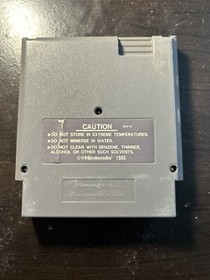 CAUTION
●DO NOT STORE IN EXTREME TEMPERATURES.
●DO NOT IMMERSE IN WATER.
●DO NOT CLEAN WITH BENZENE, THINNER,
ALCOHOL OR OTHER SUCH SOLVENTS.
©Nintendo 1985